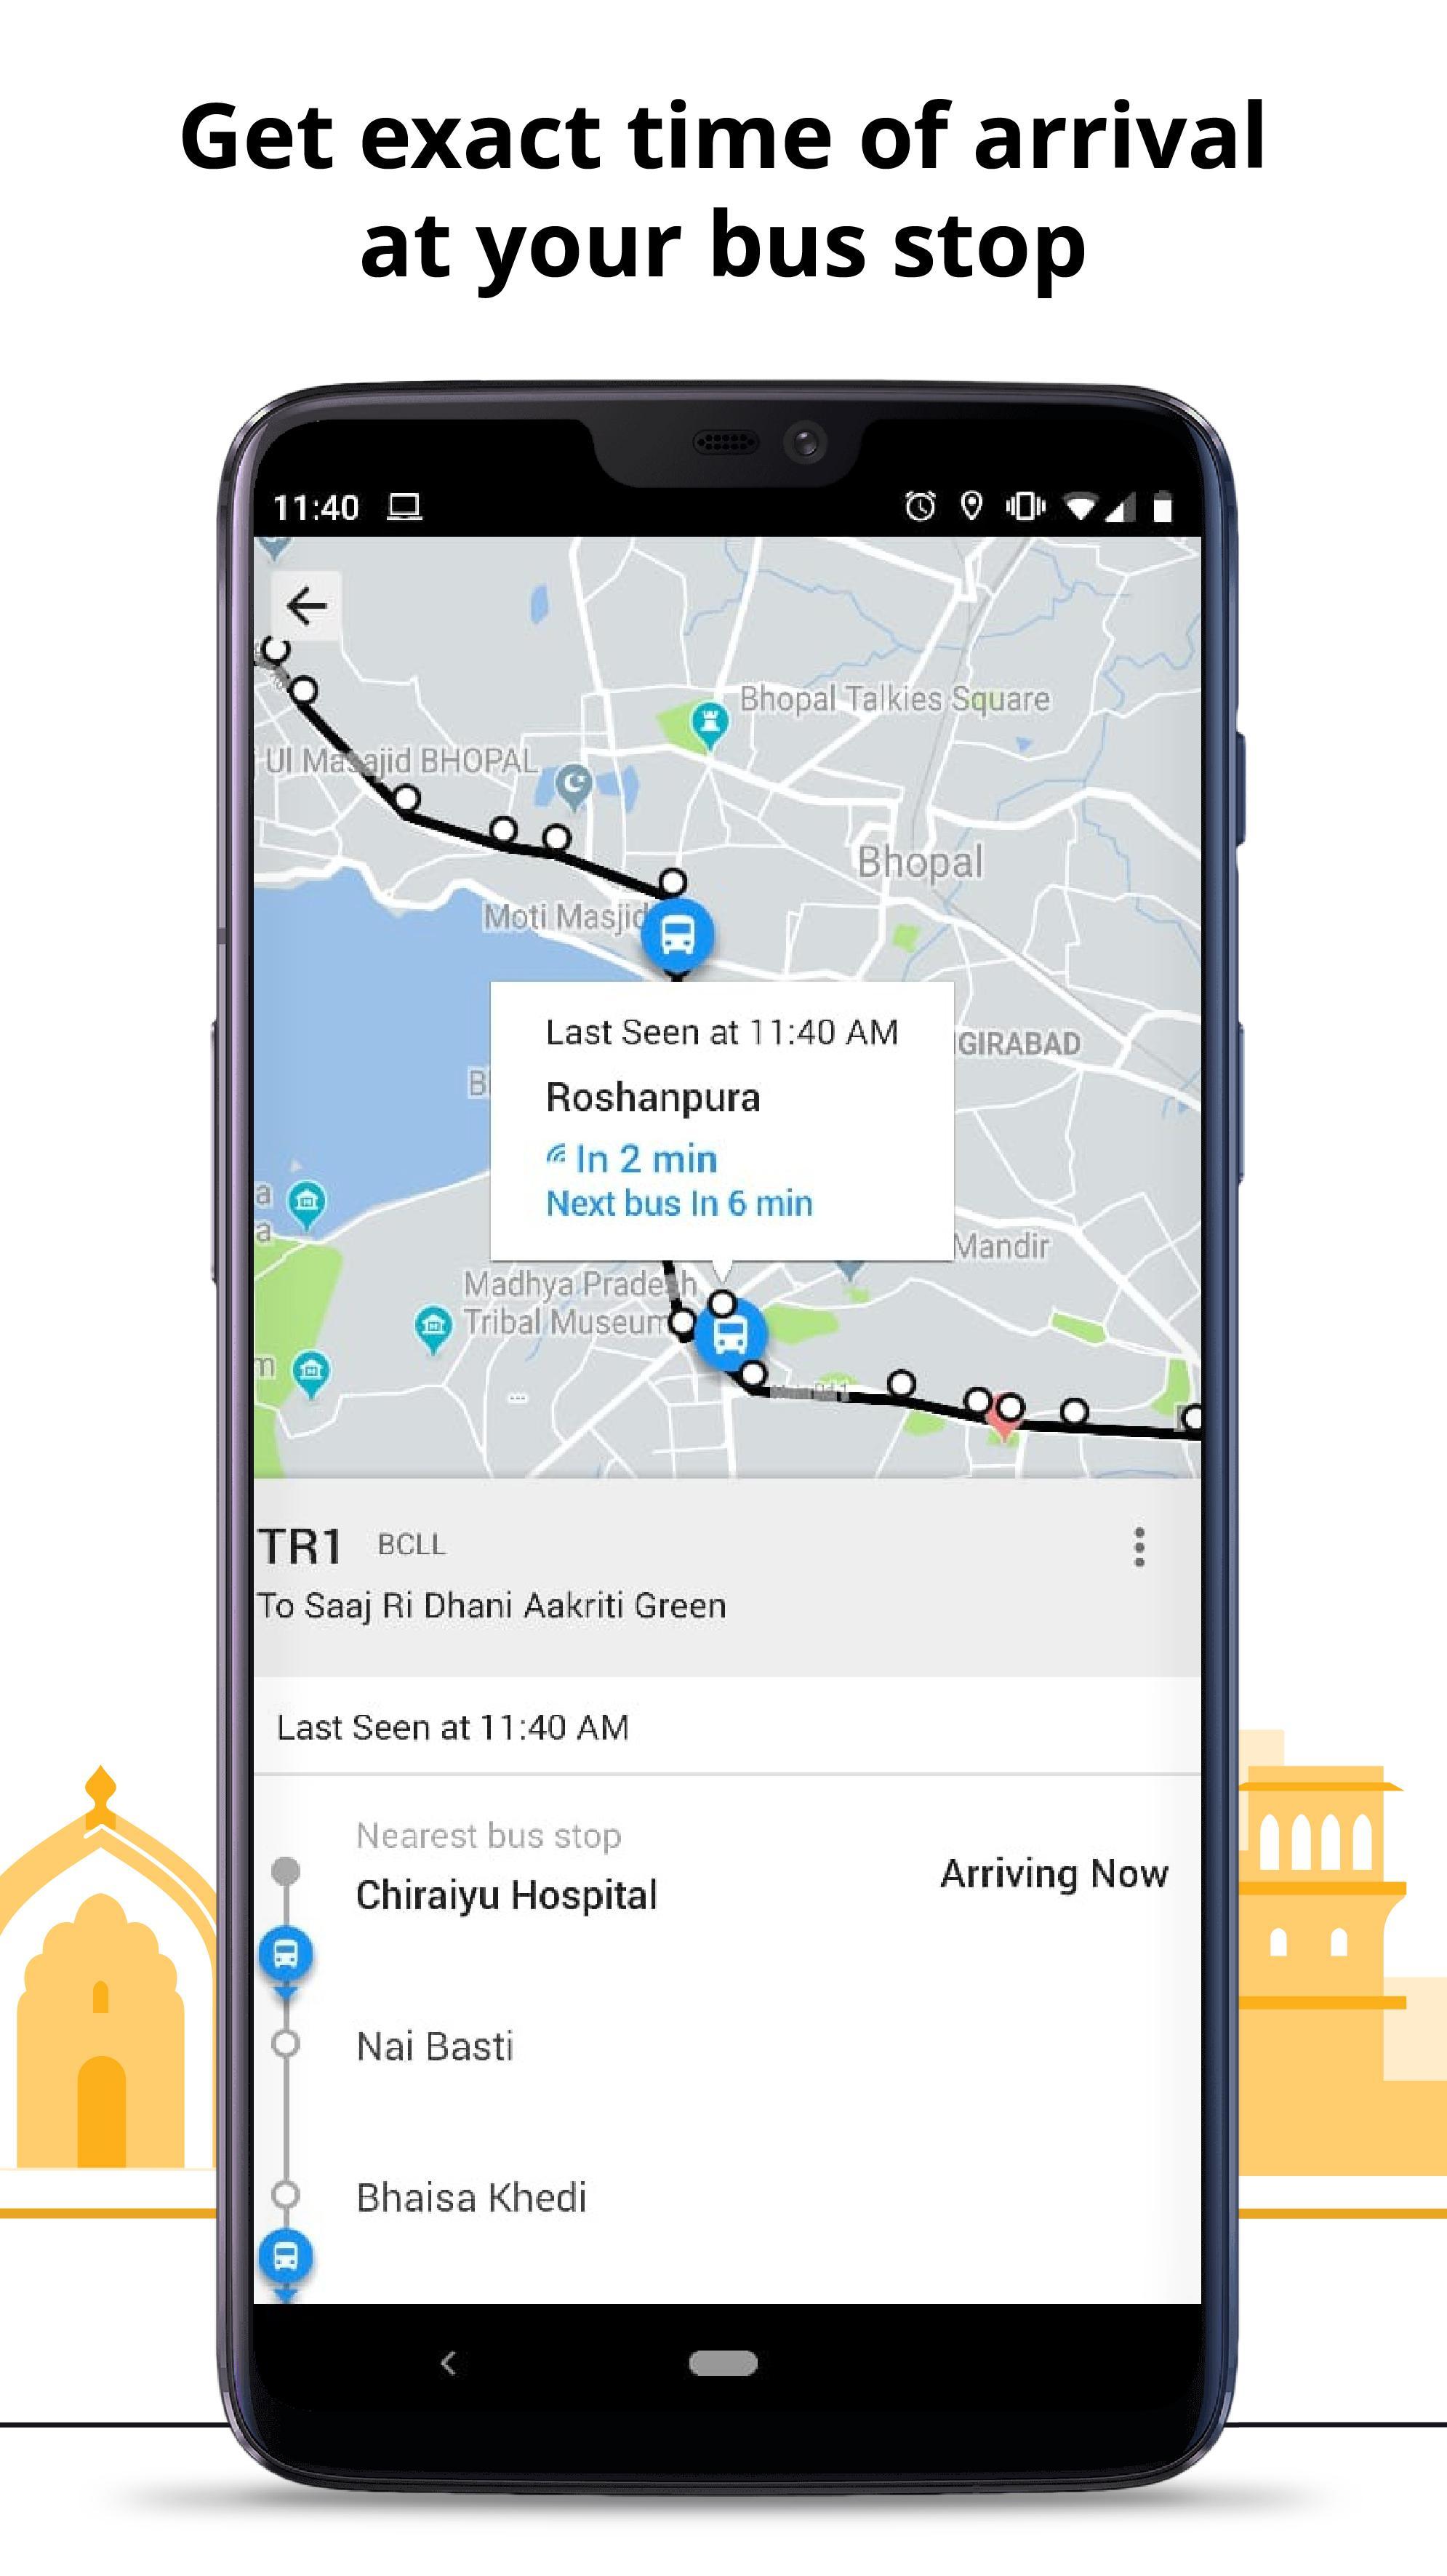 Get exact time of arrival
at your bus stop
11:40
Bhopal Talkies Square
Ul Masajid BHOPAL
Bhopal
Moti Masjid
Last Seen at 11:40 AM
GIRABAD
Roshanpura
B
In 2 min
Next bus In 6 min
a
a
Mandir
Madhya Pradesh
Tribal Museum
m
TR1 BCLL
To Saaj Ri Dhani Aakriti Green
Last Seen at 11:40 AM
Nearest bus stop
Chiraiyu Hospital
Arriving Now
Nai Basti
Bhaisa Khedi